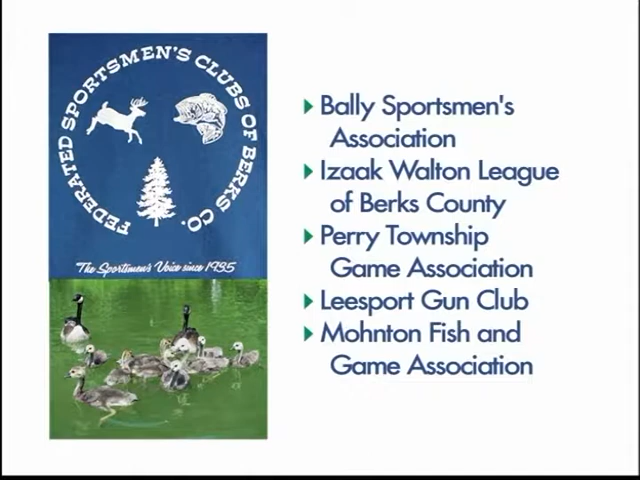 FEDERATED SPORTSMEN'S CLUBS OF BERKS CO.
The Sportsmen's Voice since 1935
Bally Sportsmen's
Association
Izaak Walton League
of Berks County
Perry Township
Game Association
Leesport Gun Club
Mohnton Fish and
Game Association